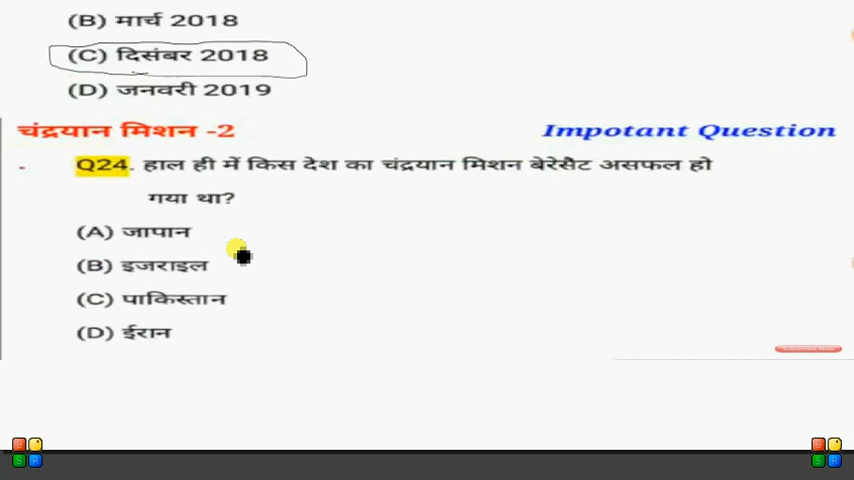 (B) मार्च 2018
(C) दिसंबर 2018
(D) जनवरी 2019
चंद्रयान मिशन -2 Impotant Question
Q24. हाल ही में किस देश का चंद्रयान मिशन बेरेसैट असफल हो
गया था?
(A) जापान
(B) इजराइल
(C) पाकिस्तान
(D) ईरान
B S R
B S R